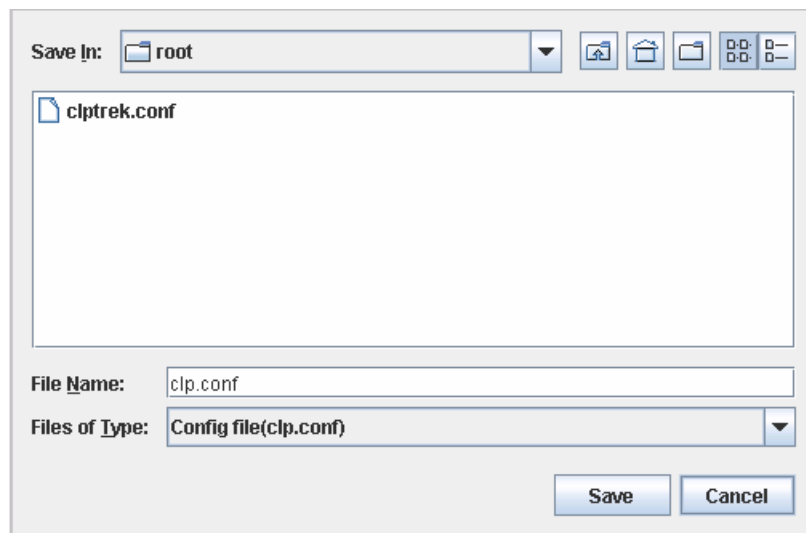 Save In: root
clptrek.conf
File Name: clp.conf
Files of Type: Config file(clp.conf)
Save Cancel